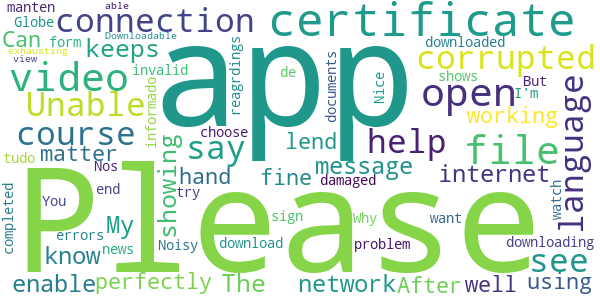 manten
able
Globe
connection
certificate
Can
form
Downloadable
keeps
exhausting
view
video
invalid
informado
reagrdings
de
app
documents
Nice
downloaded
shows
corrupted
But
I'm
Unable
open
working
language
course
choose
say
lend
help
file
tudo
matter
showing
Nos
hand
fine
message
damaged
internet
completed
You
end
My
try
Please
sign
Why
want
watch
errors
news
Noisy
download
problem
downloading
know
see
enable
perfectly
The
network
After
well
using